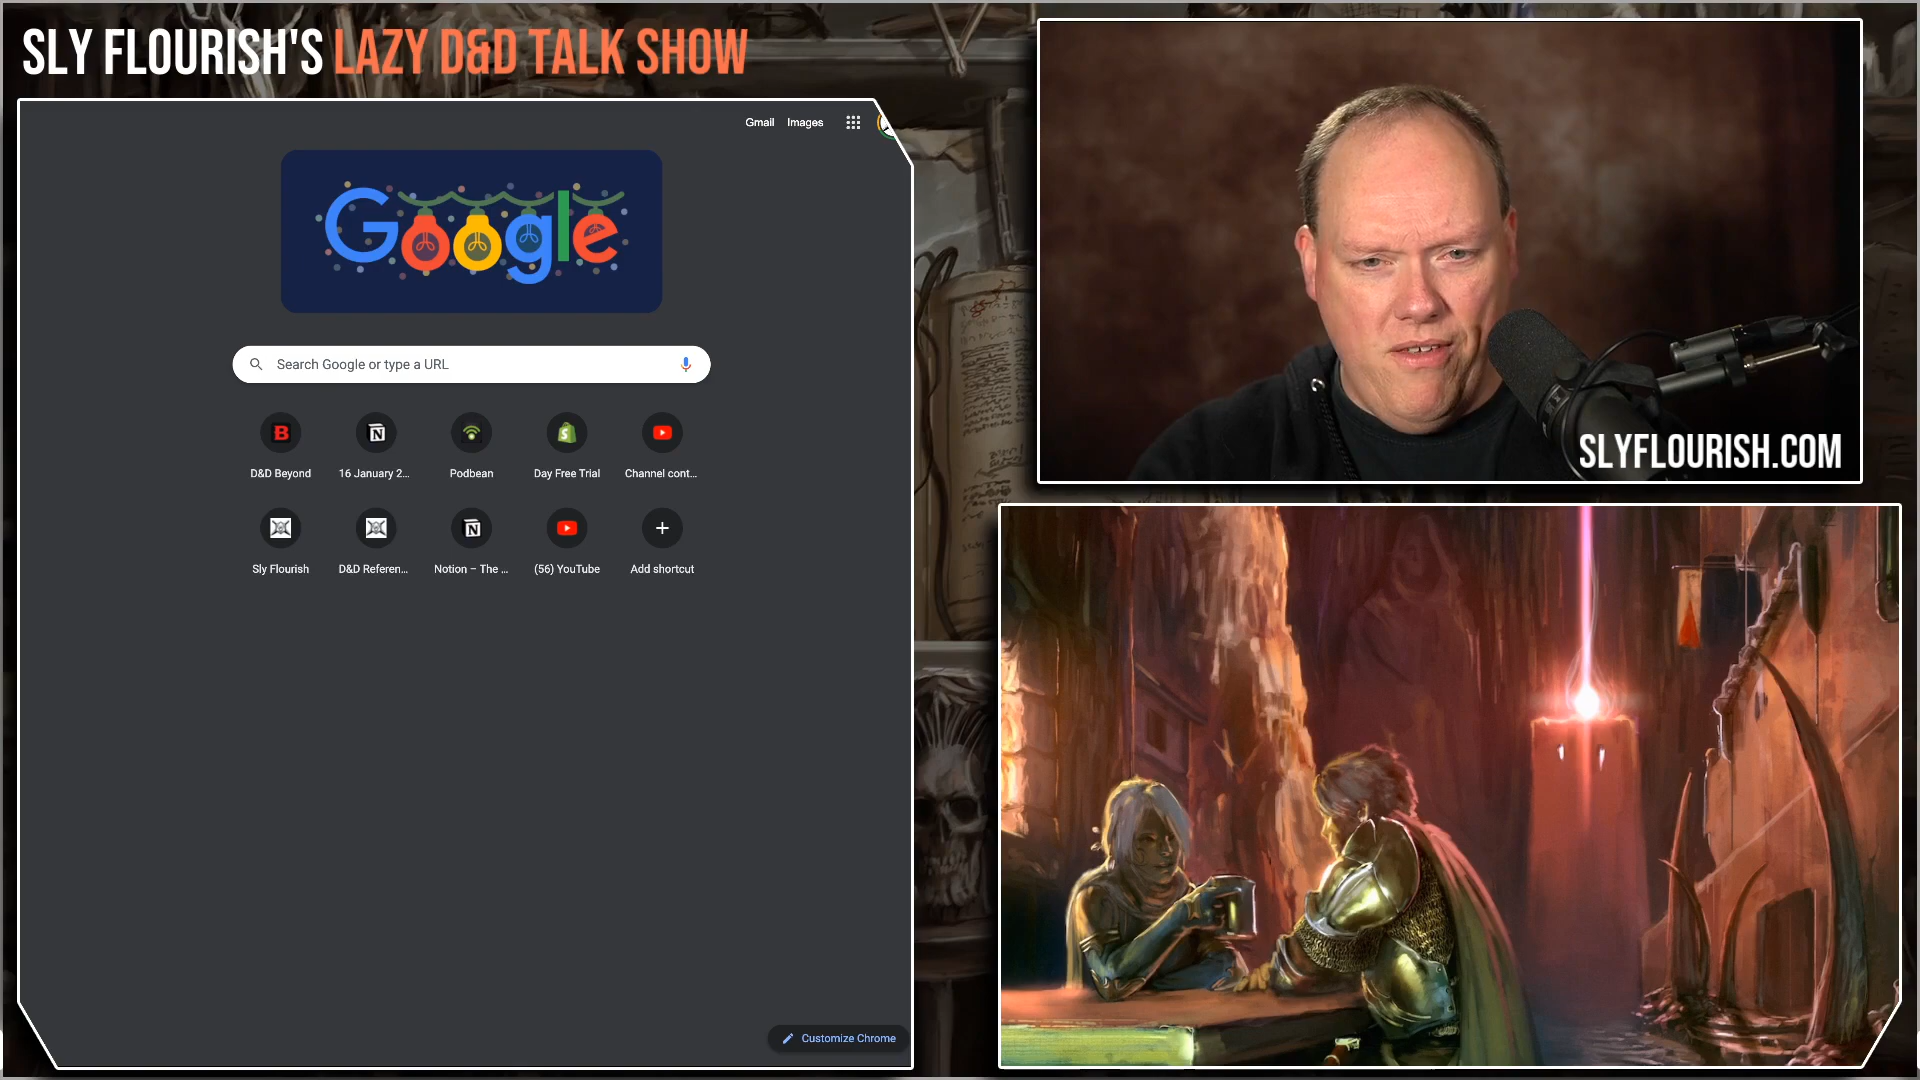 SLY FLOURISH'S LAZY D&D TALK SHOW
Gmail Images
Google
Search Google or type a URL
D&D Beyond
16 January 2...
Podbean
Day Free Trial
Channel cont...
Sly Flourish
D&D Referen...
Notion – The ...
(56) YouTube
Add shortcut
Customize Chrome
SLYFLOURISH.COM